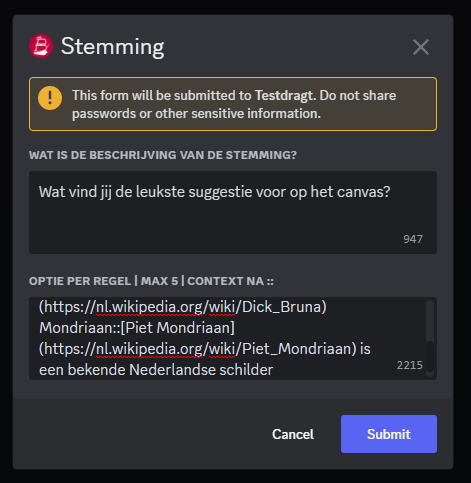 Stemming
This form will be submitted to Testdragt. Do not share
passwords or other sensitive information.
WAT IS DE BESCHRIJVING VAN DE STEMMING?
Wat vind jij de leukste suggestie voor op het canvas?
947
OPTIE PER REGEL | MAX 5 | CONTEXT NA ::
(https://nl.wikipedia.org/wiki/Dick_Bruna)
Mondriaan::[Piet Mondriaan]
(https://nl.wikipedia.org/wiki/Piet_Mondriaan) is
een bekende Nederlandse schilder
2215
Cancel
Submit